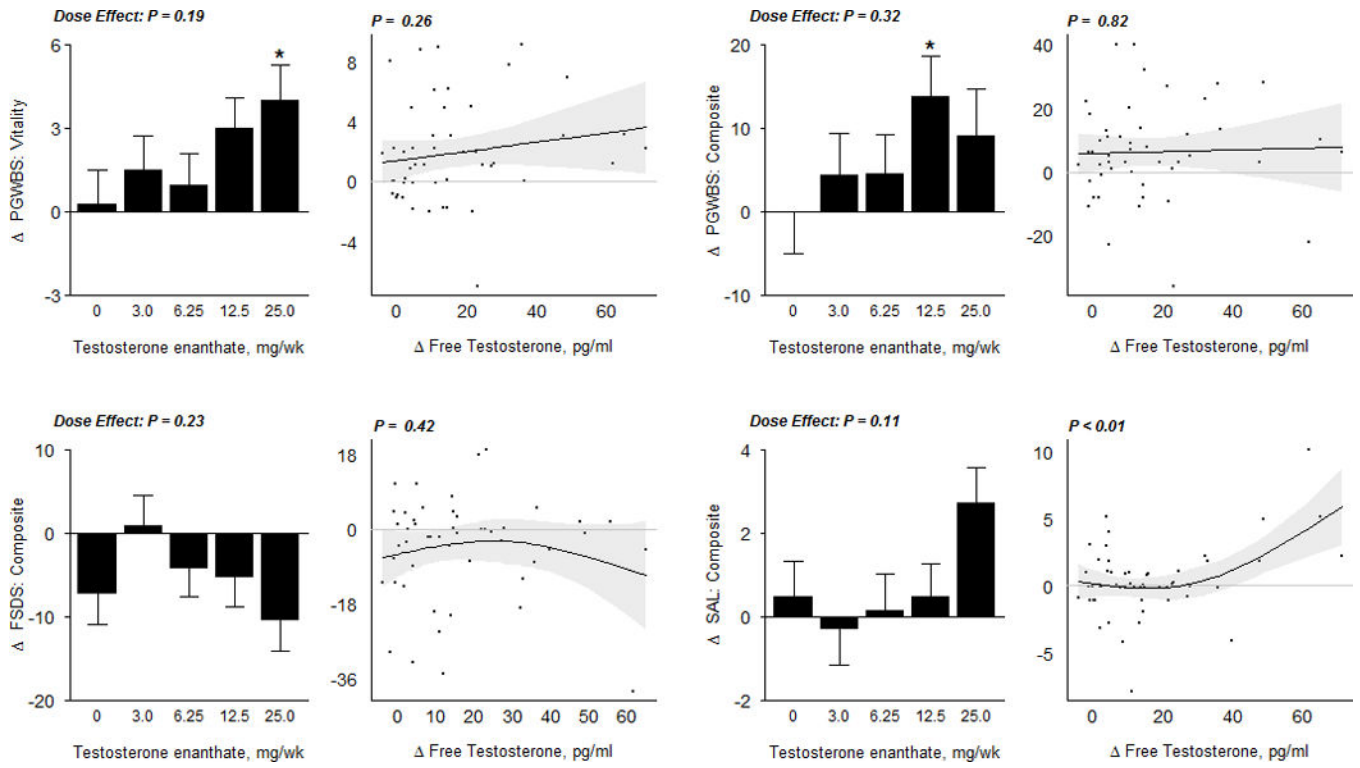 Dose Effect: P = 0.19
P = 0.26
Δ PGWBS: Vitality
6
3
0
-3
*
0 3.0 6.25 12.5 25.0
Testosterone enanthate, mg/wk
8
4
0
-4
0 20 40 60
Δ Free Testosterone, pg/ml
Dose Effect: P = 0.32
P = 0.82
Δ PGWBS: Composite
20
10
0
-10
*
0 3.0 6.25 12.5 25.0
Testosterone enanthate, mg/wk
40
20
0
-20
0 20 40 60
Δ Free Testosterone, pg/ml
Dose Effect: P = 0.23
P = 0.42
Δ FSDS: Composite
10
0
-10
-20
0 3.0 6.25 12.5 25.0
Testosterone enanthate, mg/wk
18
0
-18
-36
0 10 20 30 40 50 60
Δ Free Testosterone, pg/ml
Dose Effect: P = 0.11
P < 0.01
Δ SAL: Composite
4
2
0
-2
0 3.0 6.25 12.5 25.0
Testosterone enanthate, mg/wk
10
5
0
-5
0 20 40 60
Δ Free Testosterone, pg/ml